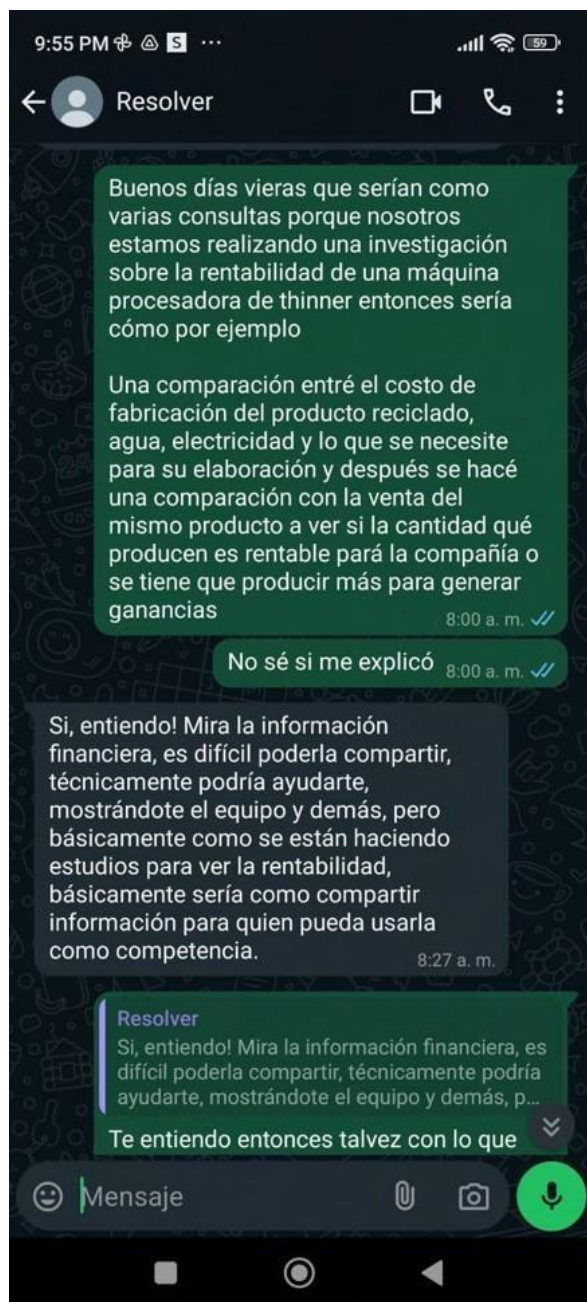 9:55 PM S ...
59
Resolver
Buenos días vieras que serían como
varias consultas porque nosotros
estamos realizando una investigación
sobre la rentabilidad de una máquina
procesadora de thinner entonces sería
cómo por ejemplo
Una comparación entré el costo de
fabricación del producto reciclado,
agua, electricidad y lo que se necesite
para su elaboración y después se hacé
una comparación con la venta del
mismo producto a ver si la cantidad qué
producen es rentable pará la compañía o
se tiene que producir más para generar
ganancias
8:00 a. m.
No sé si me explicó 8:00 a. m.
Si, entiendo! Mira la información
financiera, es difícil poderla compartir,
técnicamente podría ayudarte,
mostrándote el equipo y demás, pero
básicamente como se están haciendo
estudios para ver la rentabilidad,
básicamente sería como compartir
información para quien pueda usarla
como competencia.
8:27 a. m.
Resolver
Si, entiendo! Mira la información financiera, es
difícil poderla compartir, técnicamente podría
ayudarte, mostrándote el equipo y demás, p...
Te entiendo entonces talvez con lo que
Mensaje